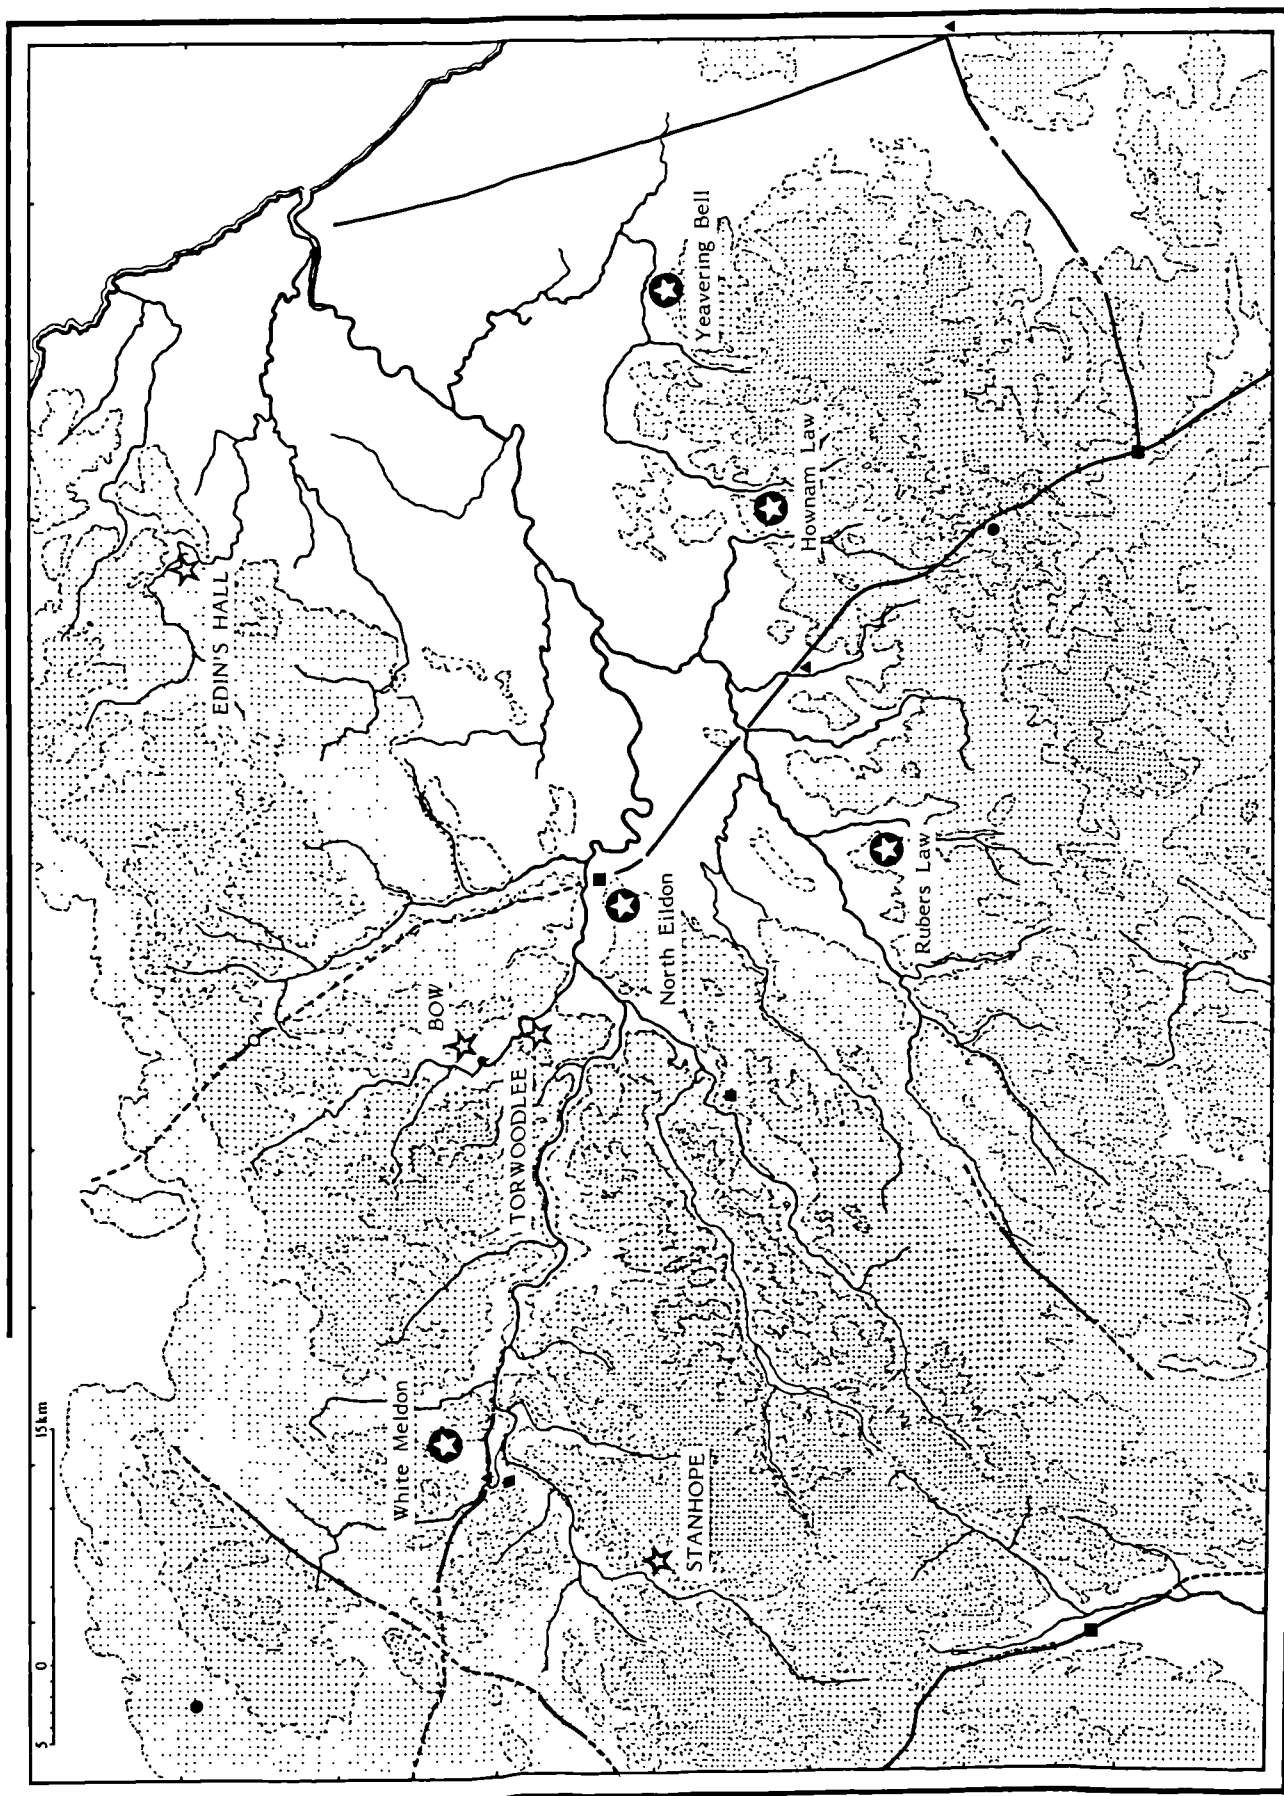 5 0 15km
White Meldon
STANHOPE
TORWOODLEE
BOW
North Eildon
Rubers Law
EDIN'S HALL
Hownam Law
Yeavering Bell